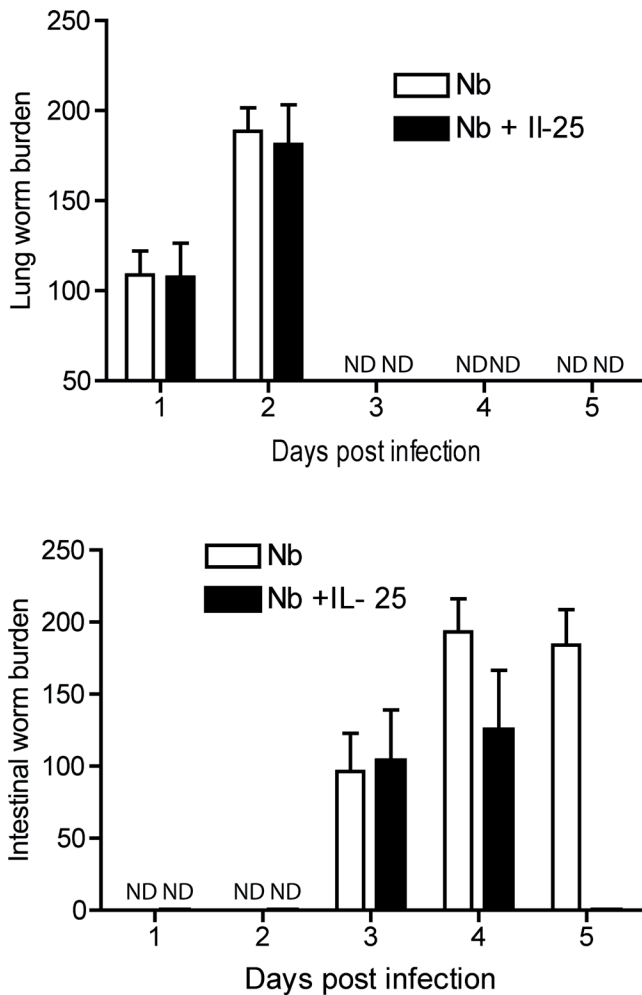 250
200
150
100
50
Lung worm burden
Nb
Nb + Il-25
ND ND ND ND ND ND
1 2 3 4 5
Days post infection
250
200
150
100
50
0
Intestinal worm burden
Nb
Nb +IL- 25
ND ND ND ND
1 2 3 4 5
Days post infection